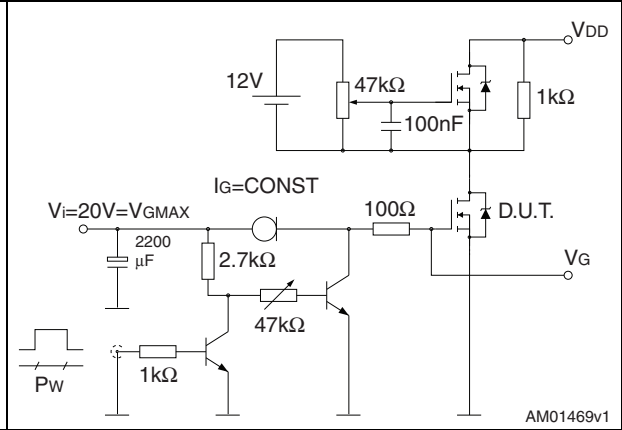 VDD
12V
47kΩ
1kΩ
100nF
IG=CONST
Vi=20V=VGMAX
100Ω
D.U.T.
2200
μF
2.7kΩ
VG
47kΩ
1kΩ
PW
AM01469v1